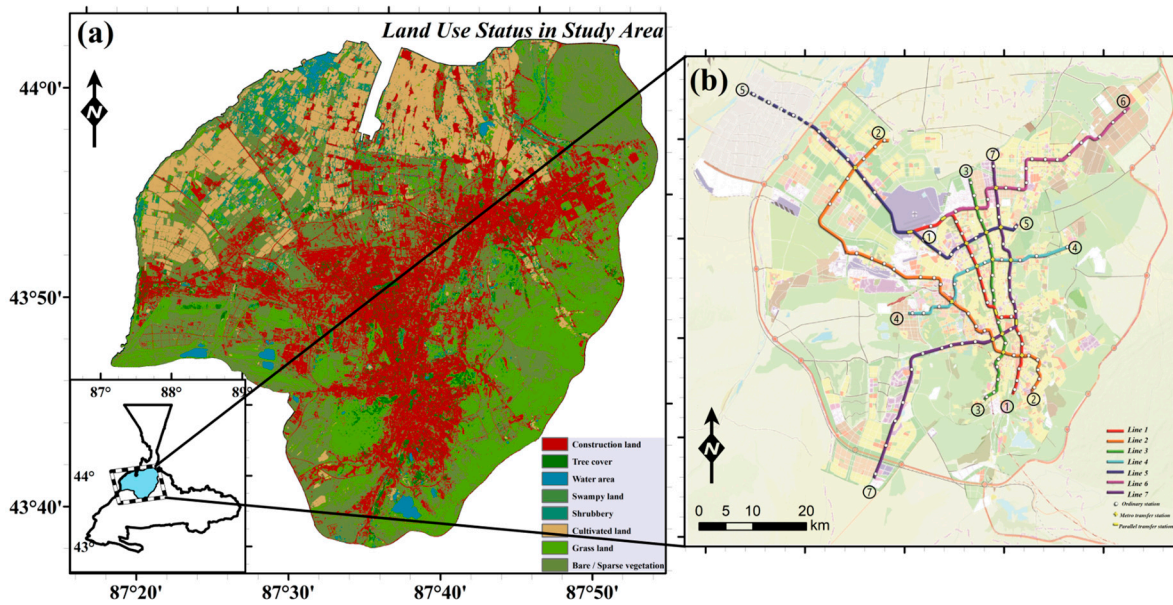 (a)
Land Use Status in Study Area
N
44°0'
43°50'
43°40'
87°20'
87°30'
87°40'
87°50'
87°
88°
44°
43°
N
Construction land
Tree cover
Water area
Swampy land
Shrubbery
Cultivated land
Grass land
Bare / Sparse vegetation
(b)
5
2
6
3
7
1
5
4
4
3
1
2
7
N
0
5
10
20
km
Line 1
Line 2
Line 3
Line 4
Line 5
Line 6
Line 7
Ordinary station
Metro transfer station
Parallel transfer station